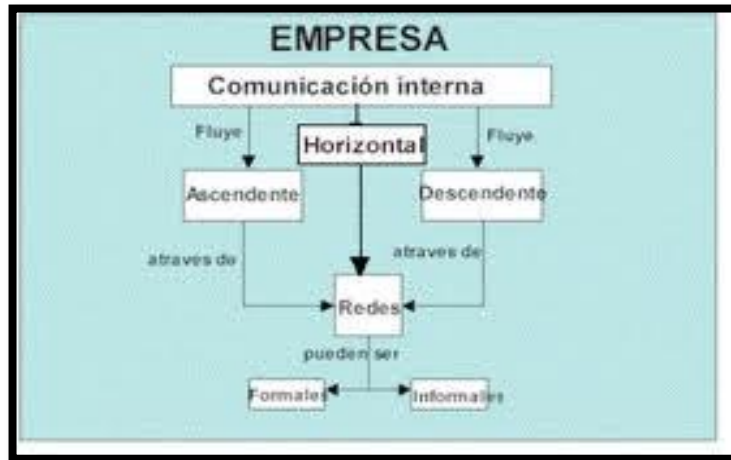 EMPRESA
Comunicación interna
Fluye
Fluye
Horizontal
Ascendente
Descendente
atraves de
atraves de
Redes
pueden ser
Formales
Informales